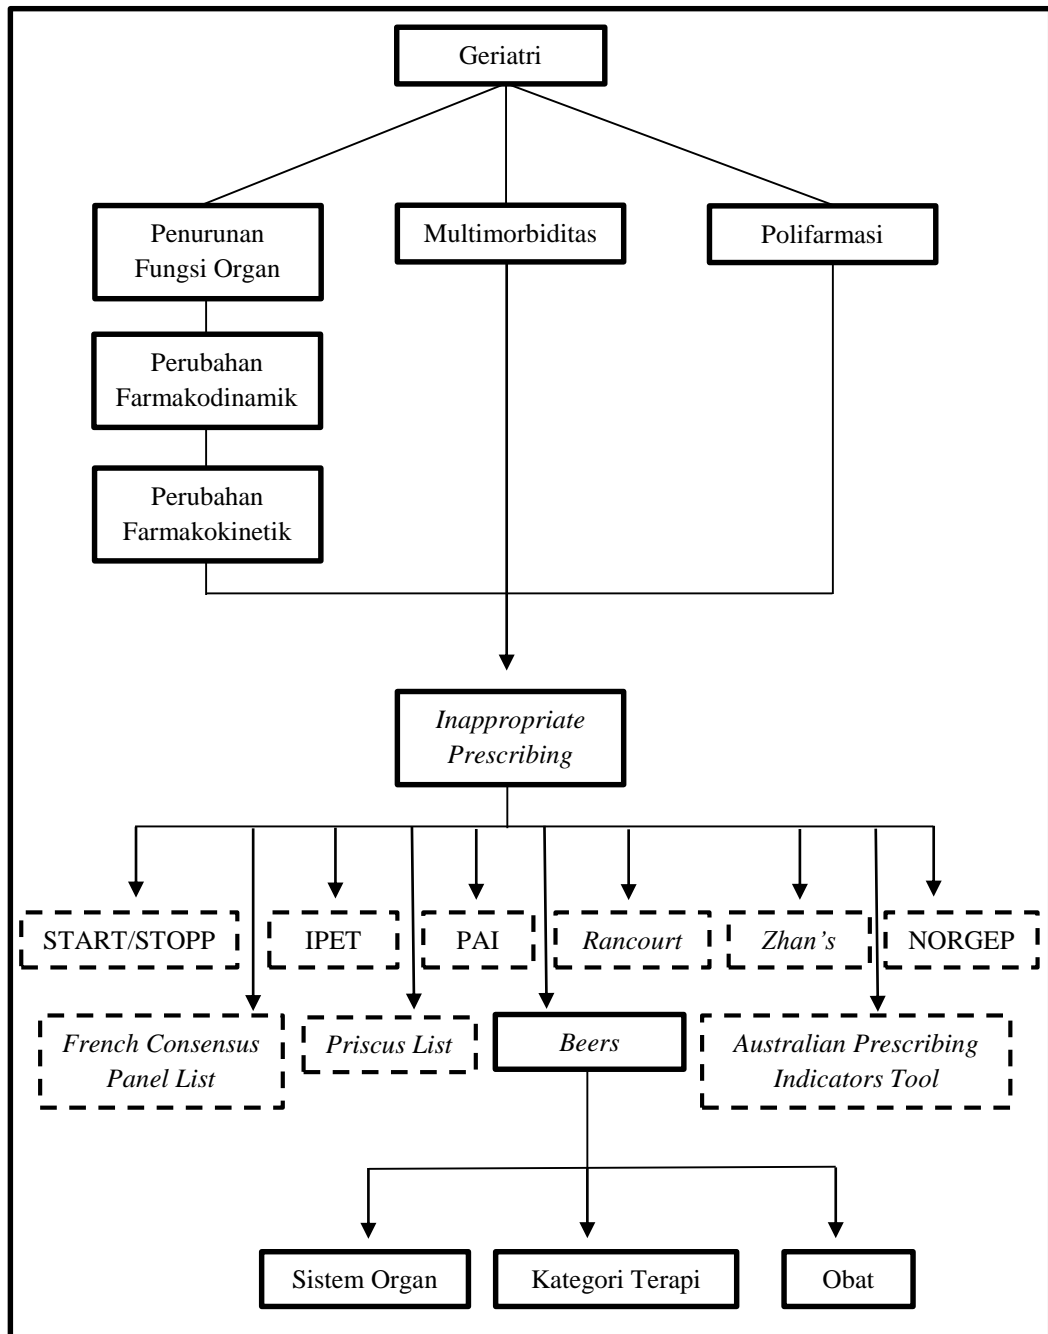 Geriatri
Penurunan
Fungsi Organ
Multimorbiditas
Polifarmasi
Perubahan
Farmakodinamik
Perubahan
Farmakokinetik
Inappropriate
Prescribing
START/STOPP
IPET
PAI
Rancourt
Zhan’s
NORGEP
French Consensus
Panel List
Priscus List
Beers
Australian Prescribing
Indicators Tool
Sistem Organ
Kategori Terapi
Obat